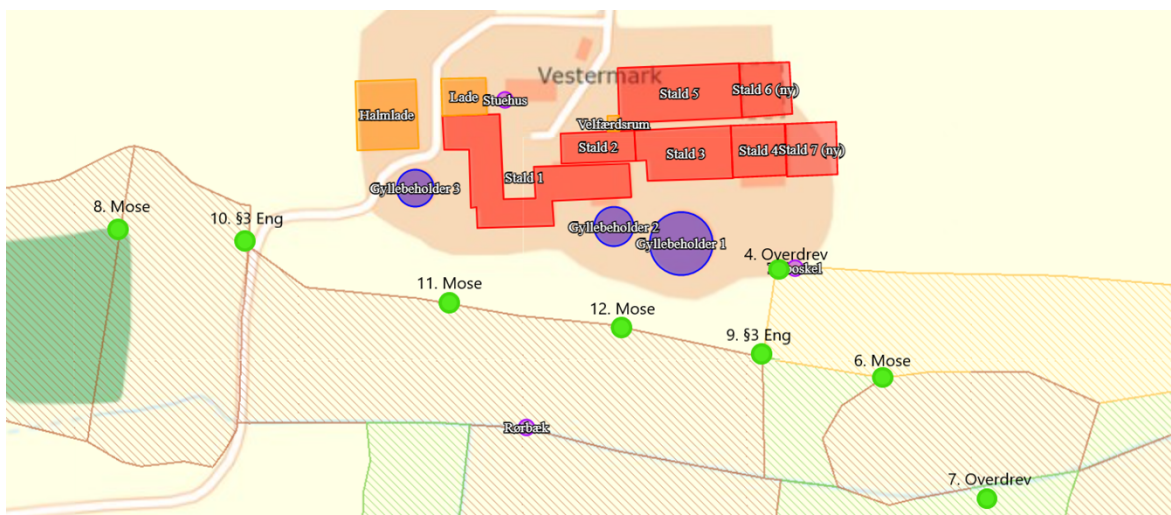 Vestermark
Halmlade
Lade
Stuehus
Stald 5
Stald 6 (ny)
Velfærdsrum
Stald 2
Stald 3
Stald 4
Stald 7 (ny)
Stald 1
Gyllebeholder 3
Gyllebeholder 2
Gyllebeholder 1
8. Mose
10. §3 Eng
4. Overdrev
11. Mose
12. Mose
9. §3 Eng
6. Mose
Rørbæk
7. Overdrev